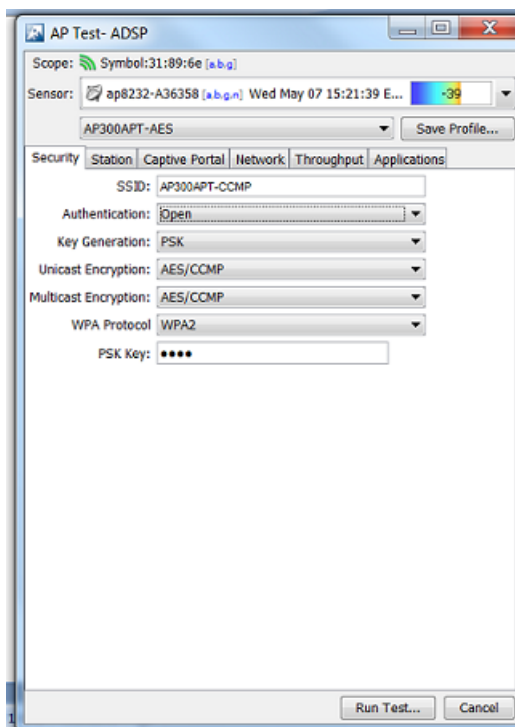 AP Test- ADSP
Scope: Symbol:31:89:6e [a,b,g]
Sensor: ap8232-A36358 [a,b,g,n] Wed May 07 15:21:39 E... -39
AP300APT-AES Save Profile...
Security Station Captive Portal Network Throughput Applications
SSID: AP300APT-CCMP
Authentication: Open
Key Generation: PSK
Unicast Encryption: AES/CCMP
Multicast Encryption: AES/CCMP
WPA Protocol WPA2
PSK Key: ••••
Run Test... Cancel
1